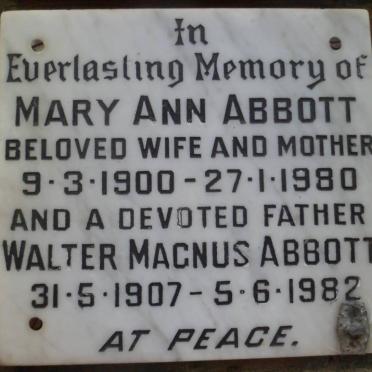 In
Everlasting Memory of
MARY ANN ABBOTT
BELOVED WIFE AND MOTHER
9·3·1900 - 27·1·1980
AND A DEVOTED FATHER
WALTER MAGNUS ABBOTT
31·5·1907 - 5·6·1982
AT PEACE.